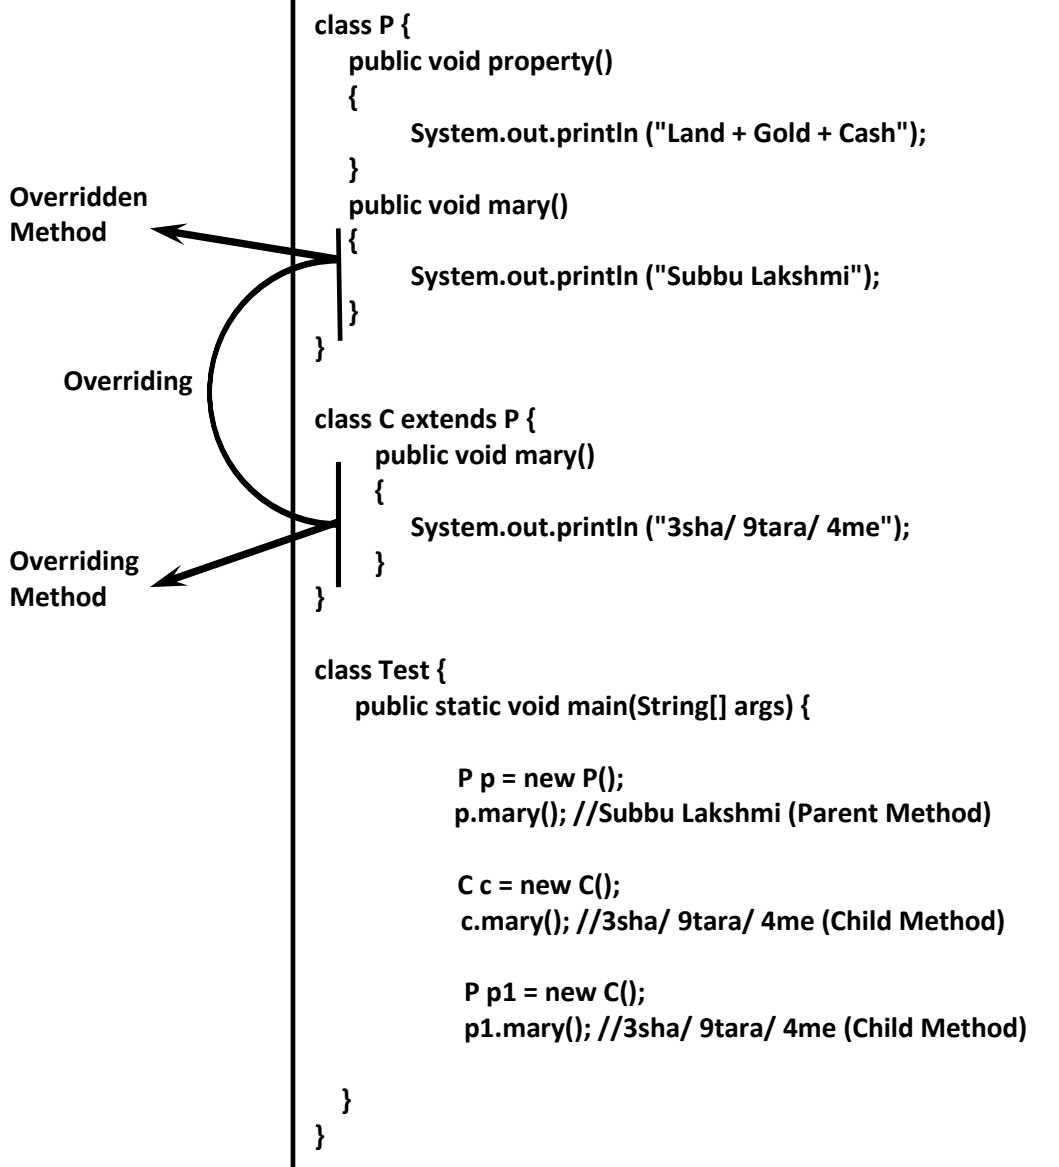 class P {
public void property()
{
System.out.println ("Land + Gold + Cash");
}
Overridden
Method
public void mary()
{
System.out.println ("Subbu Lakshmi");
}
}
Overriding
class C extends P {
public void mary()
{
System.out.println ("3sha/ 9tara/ 4me");
}
}
Overriding
Method
class Test {
public static void main(String[] args) {
P p = new P();
p.mary(); //Subbu Lakshmi (Parent Method)
C c = new C();
c.mary(); //3sha/ 9tara/ 4me (Child Method)
P p1 = new C();
p1.mary(); //3sha/ 9tara/ 4me (Child Method)
}
}